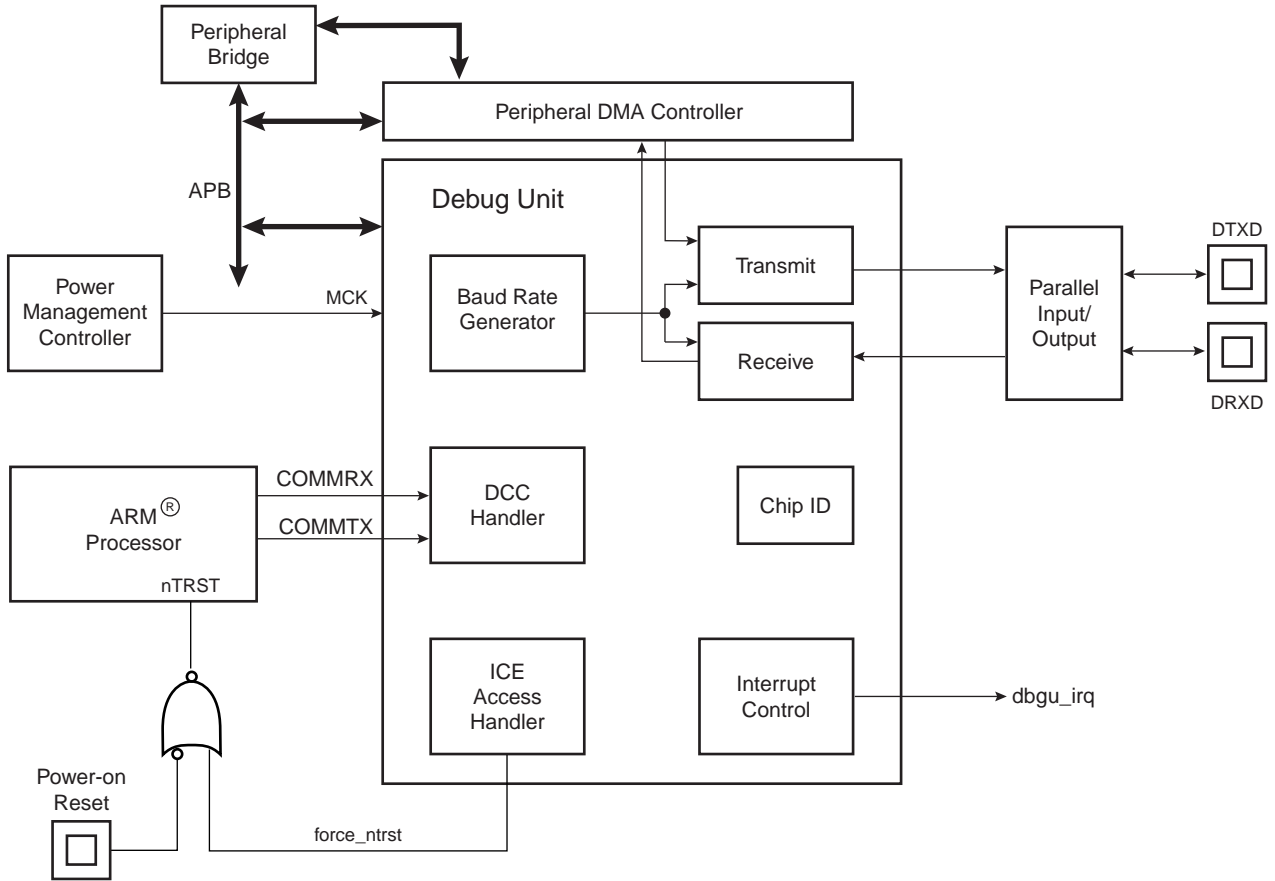 Peripheral
Bridge
Peripheral DMA Controller
APB
Debug Unit
Power
Management
Controller
MCK
Baud Rate
Generator
Transmit
Receive
Parallel
Input/
Output
DTXD
DRXD
ARM®
Processor
nTRST
COMMRX
COMMTX
DCC
Handler
Chip ID
ICE
Access
Handler
Interrupt
Control
dbgu_irq
Power-on
Reset
force_ntrst